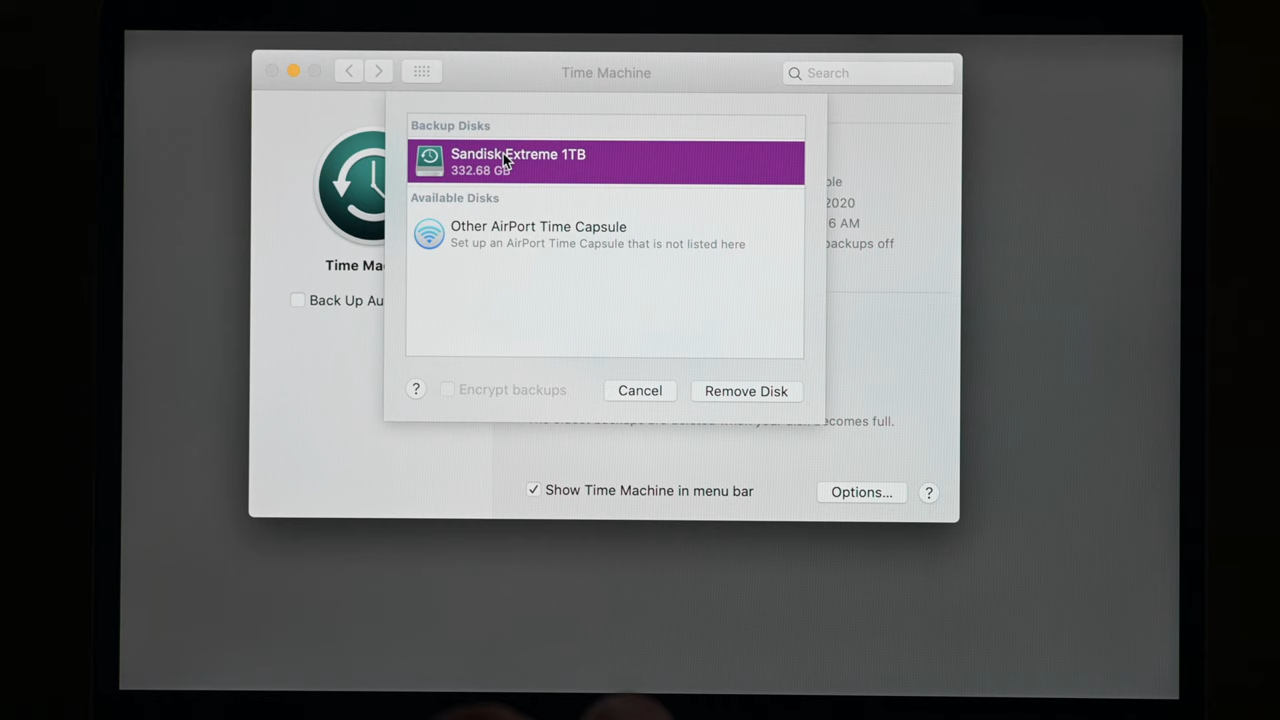 Time Machine
Search
Backup Disks
Sandisk Extreme 1TB
332.68 GB
Available Disks
Other AirPort Time Capsule
Set up an AirPort Time Capsule that is not listed here
? Encrypt backups
Cancel
Remove Disk
Time Ma
Back Up Au
ble
2020
6 AM
backups off
becomes full.
Show Time Machine in menu bar
Options...
?